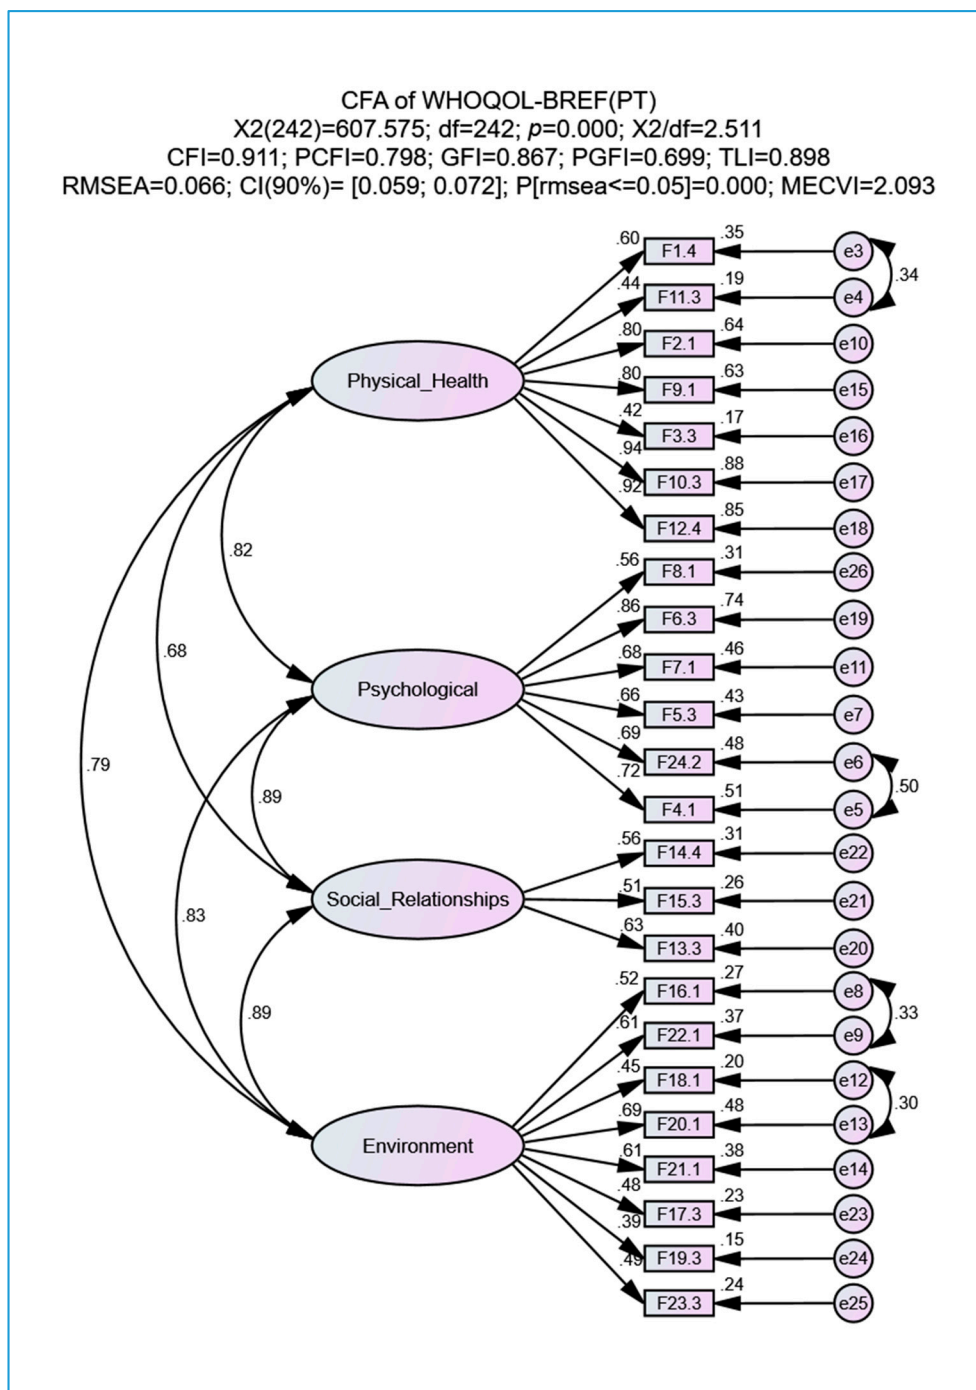 CFA of WHOQOL-BREF(PT)
X2(242)=607.575; df=242; p=0.000; X2/df=2.511
CFI=0.911; PCFI=0.798; GFI=0.867; PGFI=0.699; TLI=0.898
RMSEA=0.066; CI(90%)= [0.059; 0.072]; P[rmsea<=0.05]=0.000; MECVI=2.093
.60 F1.4 .35 e3
.34
.44 F11.3 .19 e4
.80 F2.1 .64 e10
Physical_Health
.80 F9.1 .63 e15
.42 F3.3 .17 e16
.94 F10.3 .88 e17
.92 F12.4 .85 e18
.82
.56 F8.1 .31 e26
.86 F6.3 .74 e19
.68
.68 F7.1 .46 e11
Psychological
.66 F5.3 .43 e7
.69 F24.2 .48 e6
.79
.50
.72 F4.1 .51 e5
.89
.56 F14.4 .31 e22
Social_Relationships
.51 F15.3 .26 e21
.83
.63 F13.3 .40 e20
.52 F16.1 .27 e8
.89
.33
.61 F22.1 .37 e9
.45 F18.1 .20 e12
.30
.69 F20.1 .48 e13
Environment
.61 F21.1 .38 e14
.48 F17.3 .23 e23
.39 F19.3 .15 e24
.49 F23.3 .24 e25